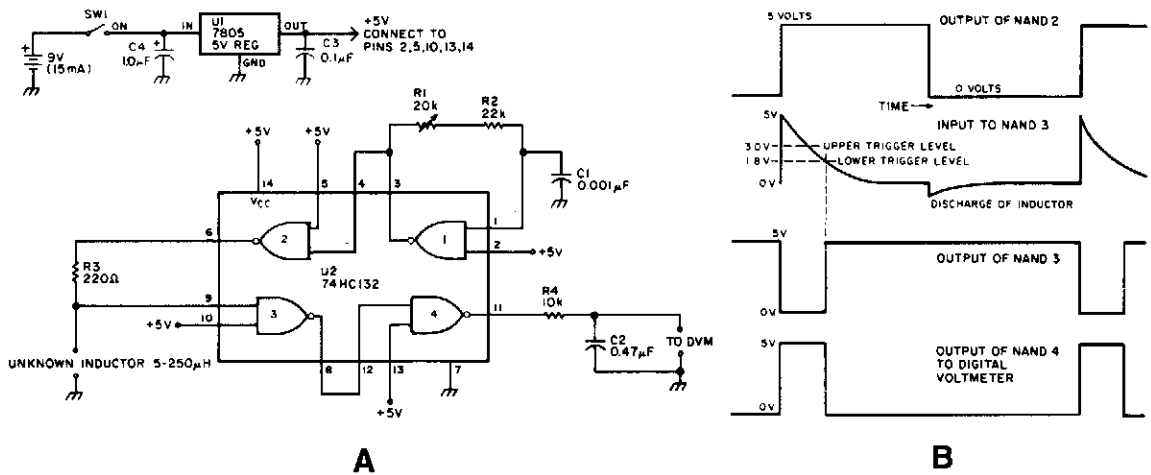 SW1
ON
C4
1.0µF
9V
(15mA)
IN
U1
7805
5V REG
OUT
GND
C3
0.1µF
+5V
CONNECT TO
PINS 2,5,10,13,14
R1
20k
R2
22k
C1
0.001µF
+5V
+5V
14
5
4
3
VCC
6
2
1
1
2
+5V
R3
220Ω
U2
74HC132
9
10
+5V
3
4
11
R4
10k
C2
0.47µF
TO DVM
UNKNOWN INDUCTOR 5-250µH
8
12
13
7
+5V
A
5 VOLTS
OUTPUT OF NAND 2
0 VOLTS
TIME
5V
INPUT TO NAND 3
3.0V
UPPER TRIGGER LEVEL
1.8V
LOWER TRIGGER LEVEL
0V
DISCHARGE OF INDUCTOR
5V
OUTPUT OF NAND 3
0V
5V
OUTPUT OF NAND 4
TO DIGITAL
VOLTMETER
0V
B